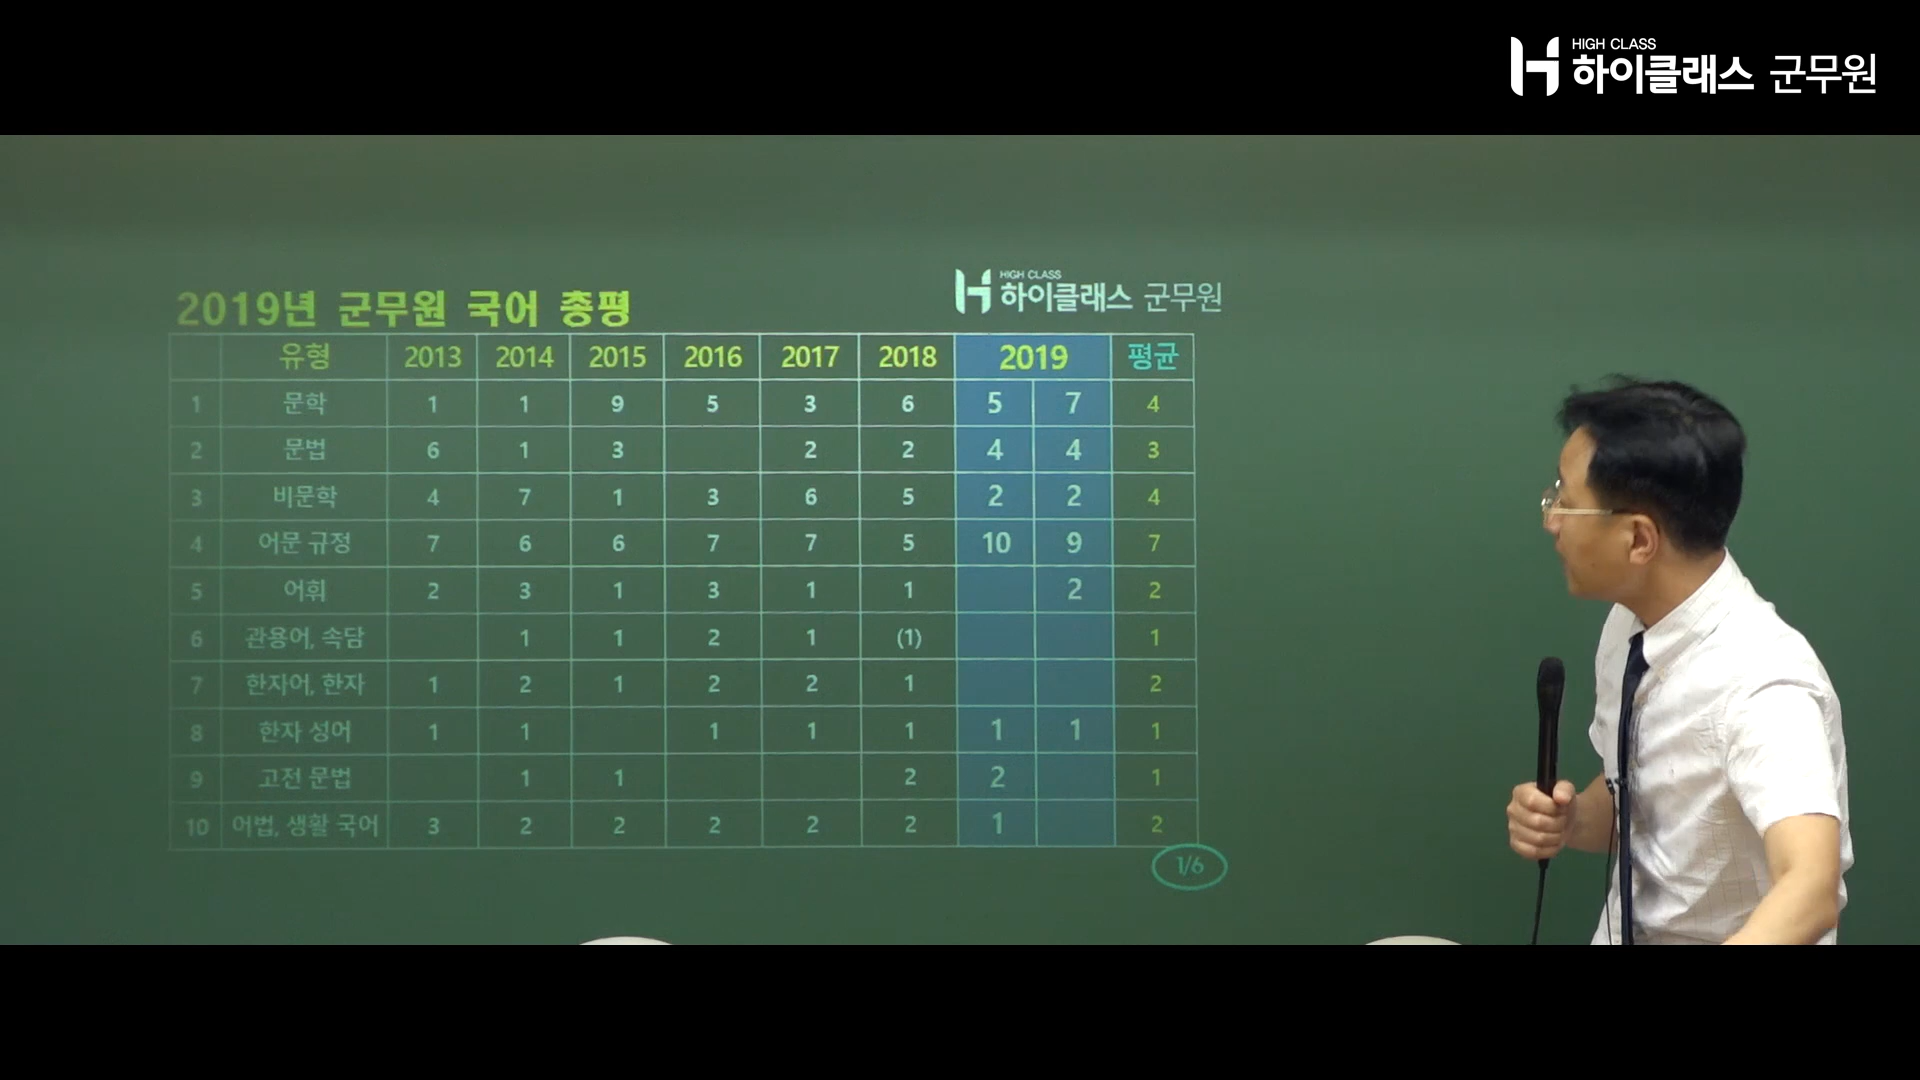 HIGH CLASS
하이클래스 군무원
2019년 군무원 국어 총평
HIGH CLASS
하이클래스 군무원
유형 2013 2014 2015 2016 2017 2018 2019 평균
1 문학 1 1 9 5 3 6 5 7 4
2 문법 6 1 3 2 2 4 4 3
3 비문학 4 7 1 3 6 5 2 2 4
4 어문 규정 7 6 6 7 7 5 10 9 7
5 어휘 2 3 1 3 1 1 2 2
6 관용어, 속담 1 1 2 1 (1) 1
7 한자어, 한자 1 2 1 2 2 1 2
8 한자 성어 1 1 1 1 1 1 1 1
9 고전 문법 1 1 2 2 1
10 어법, 생활 국어 3 2 2 2 2 2 1 2
1/6